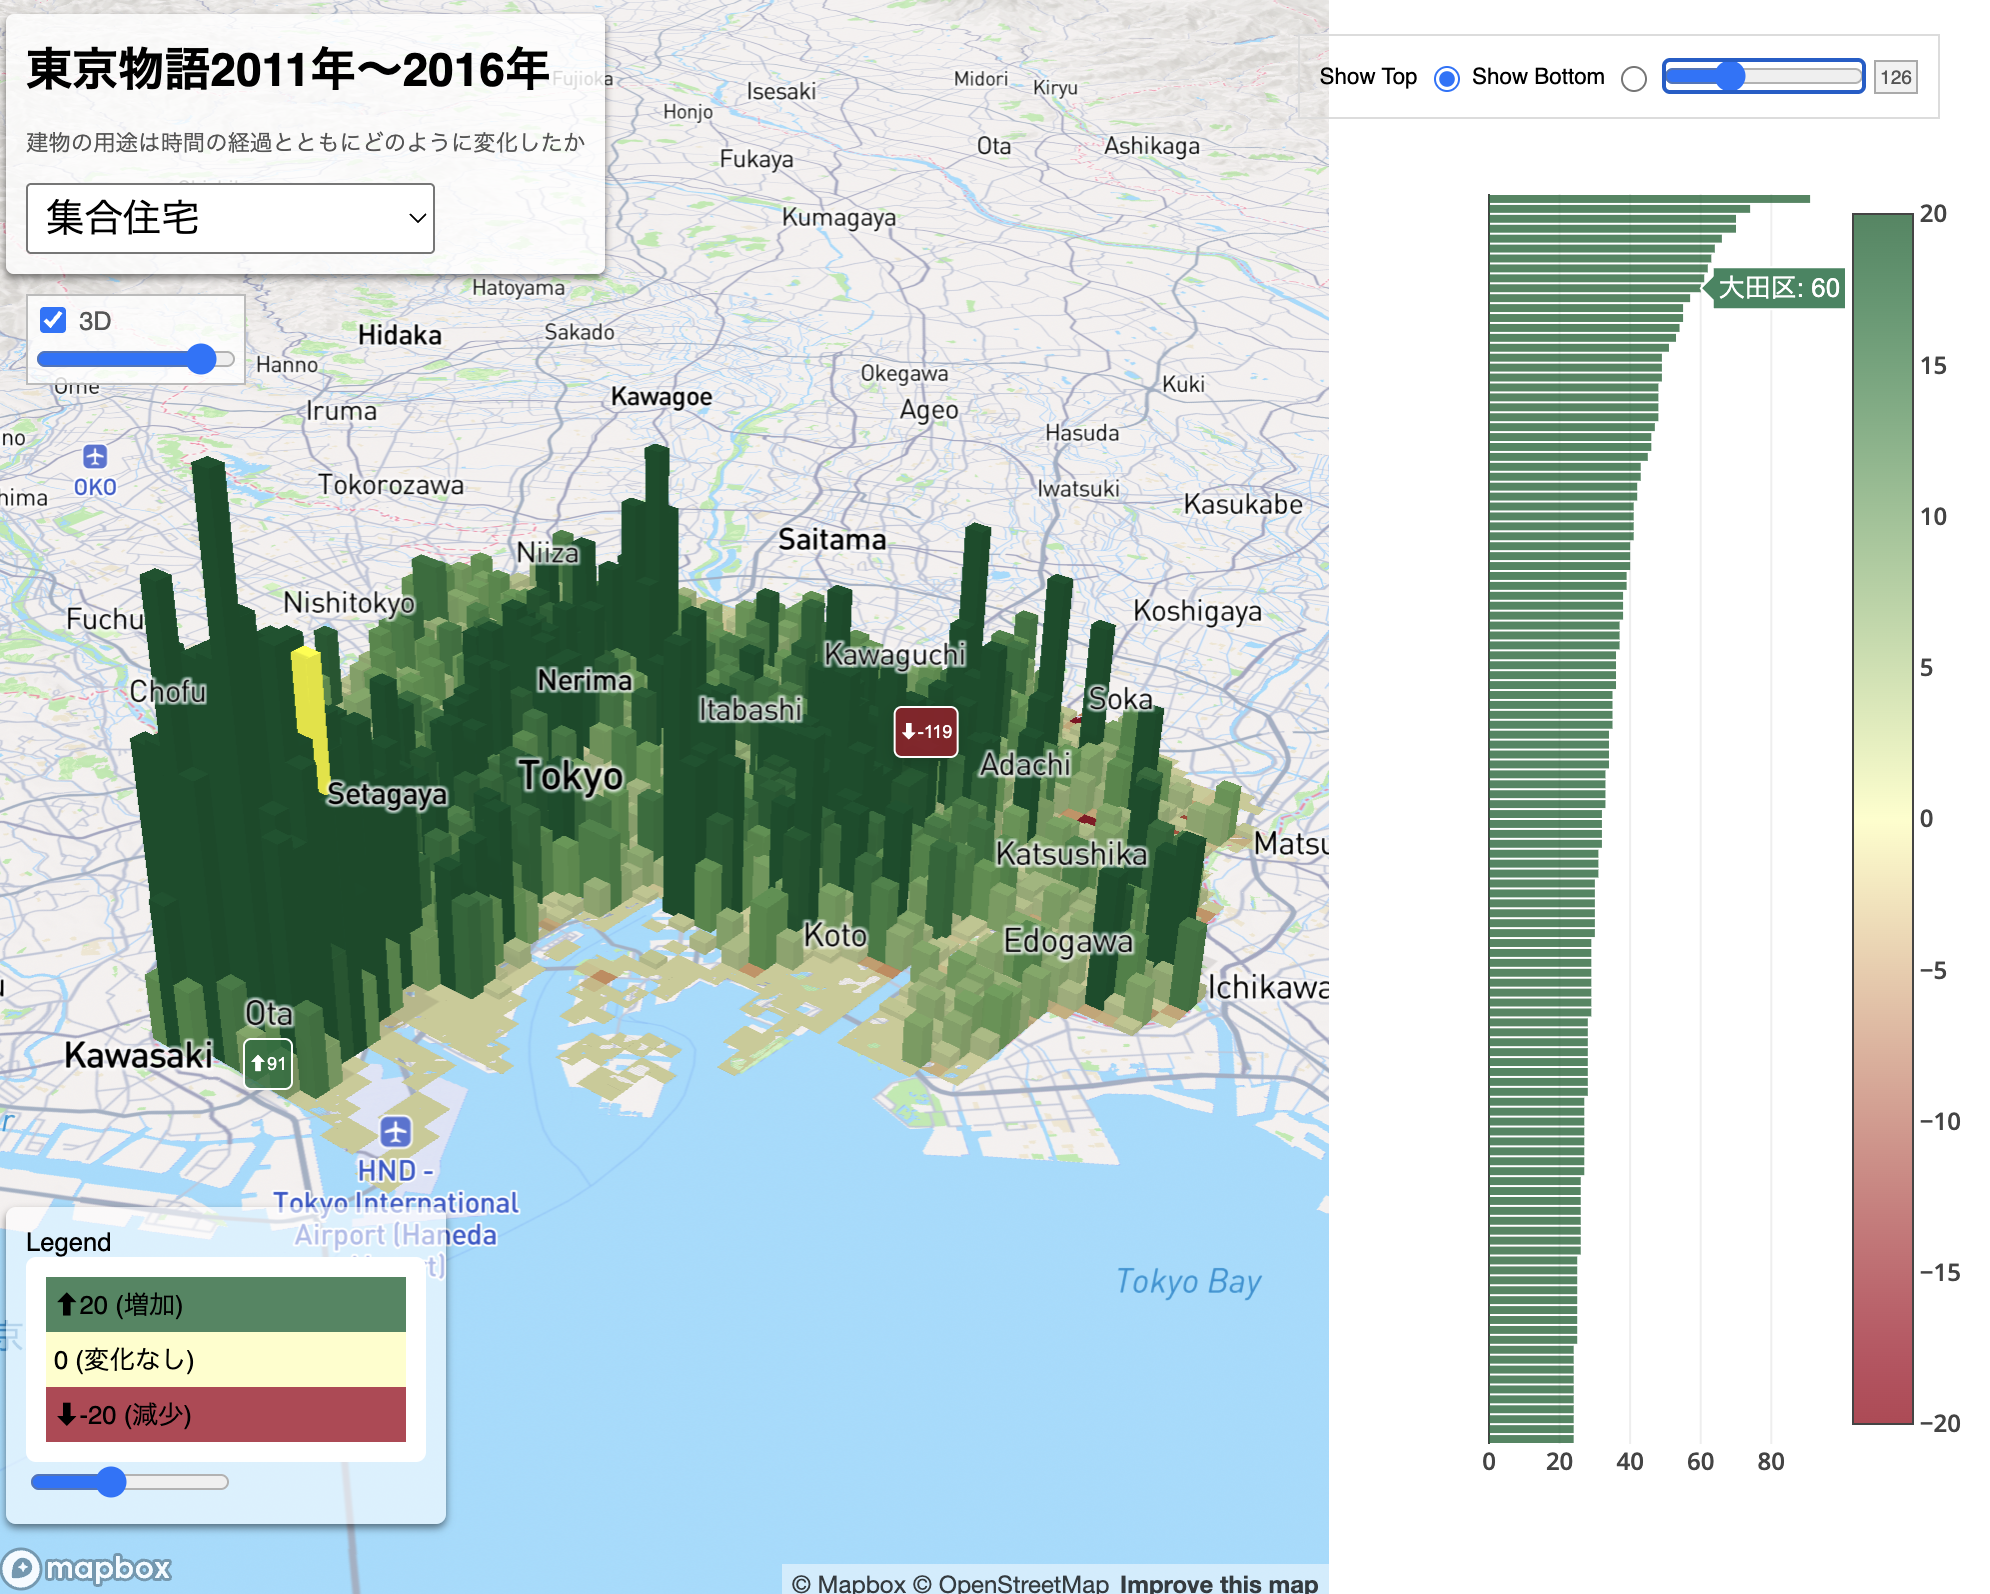 東京物語2011年〜2016年
建物の用途は時間の経過とともにどのように変化したか
集合住宅
3D
Show Top
Show Bottom
126
Fujioka
Isesaki
Midori
Kiryu
Honjo
Fukaya
Ota
Ashikaga
Kumagaya
Hatoyama
Hidaka
Sakado
Hanno
Ome
Okegawa
Kuki
Kawagoe
Iruma
Ageo
no
Hasuda
OKO
Tokorozawa
Iwatsuki
hima
Kasukabe
Saitama
Niiza
Nishitokyo
Fuchu
Koshigaya
Kawaguchi
Nerima
Chofu
Soka
Itabashi
-119
Adachi
Tokyo
Setagaya
Katsushika
Matsu
Koto
Edogawa
Ichikawa
Ota
Kawasaki
91
HND -
Tokyo International
Airport (Haneda
t)
Tokyo Bay
Legend
20 (増加)
0 (変化なし)
-20 (減少)
京
mapbox
© Mapbox © OpenStreetMap Improve this map
大田区: 60
20
15
10
5
0
−5
−10
−15
−20
0 20 40 60 80